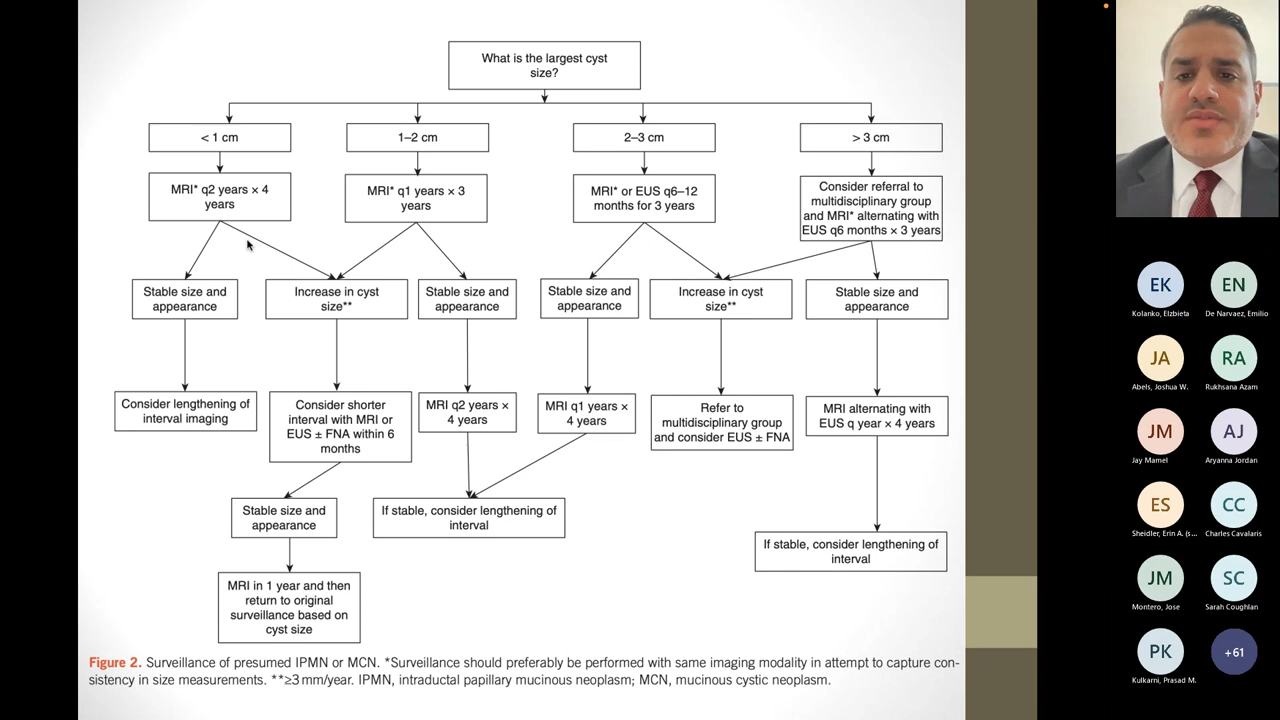 What is the largest cyst
size?
< 1 cm
1–2 cm
2–3 cm
> 3 cm
MRI* q2 years × 4
years
MRI* q1 years × 3
years
MRI* or EUS q6–12
months for 3 years
Consider referral to
multidisciplinary group
and MRI* alternating with
EUS q6 months × 3 years
Stable size and
appearance
Increase in cyst
size**
Stable size and
appearance
Stable size and
appearance
Increase in cyst
size**
Stable size and
appearance
Consider lengthening of
interval imaging
Consider shorter
interval with MRI or
EUS ± FNA within 6
months
MRI q2 years ×
4 years
MRI q1 years ×
4 years
Refer to
multidisciplinary group
and consider EUS ± FNA
MRI alternating with
EUS q year × 4 years
Stable size and
appearance
If stable, consider lengthening of
interval
If stable, consider lengthening of
interval
MRI in 1 year and then
return to original
surveillance based on
cyst size
Figure 2. Surveillance of presumed IPMN or MCN. *Surveillance should preferably be performed with same imaging modality in attempt to capture con-
sistency in size measurements. **≥3 mm/year. IPMN, intraductal papillary mucinous neoplasm; MCN, mucinous cystic neoplasm.
EK
Kolanko, Elzbieta
EN
De Narvaez, Emilio
JA
Abels, Joshua W.
RA
Rukhsana Azam
JM
Jay Mamel
AJ
Aryanna Jordan
ES
Sheidler, Erin A. (s...
CC
Charles Cavalaris
JM
Montero, Jose
SC
Sarah Coughlan
PK
Kulkarni, Prasad M.
+61